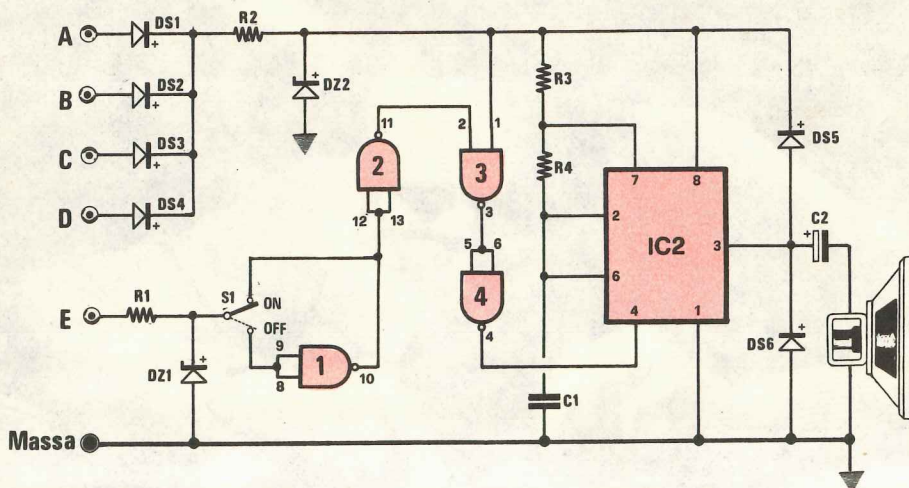 A
DS1
R2
B
DS2
DZ2
C
DS3
D
DS4
E
R1
DZ1
S1
ON
OFF
9
8
1
10
11
2
12
13
2
1
3
3
5
6
4
4
R3
R4
7
8
2
6
3
4
1
IC2
C1
DS5
DS6
C2
Massa
+
+
+
+
+
+
+
+
+